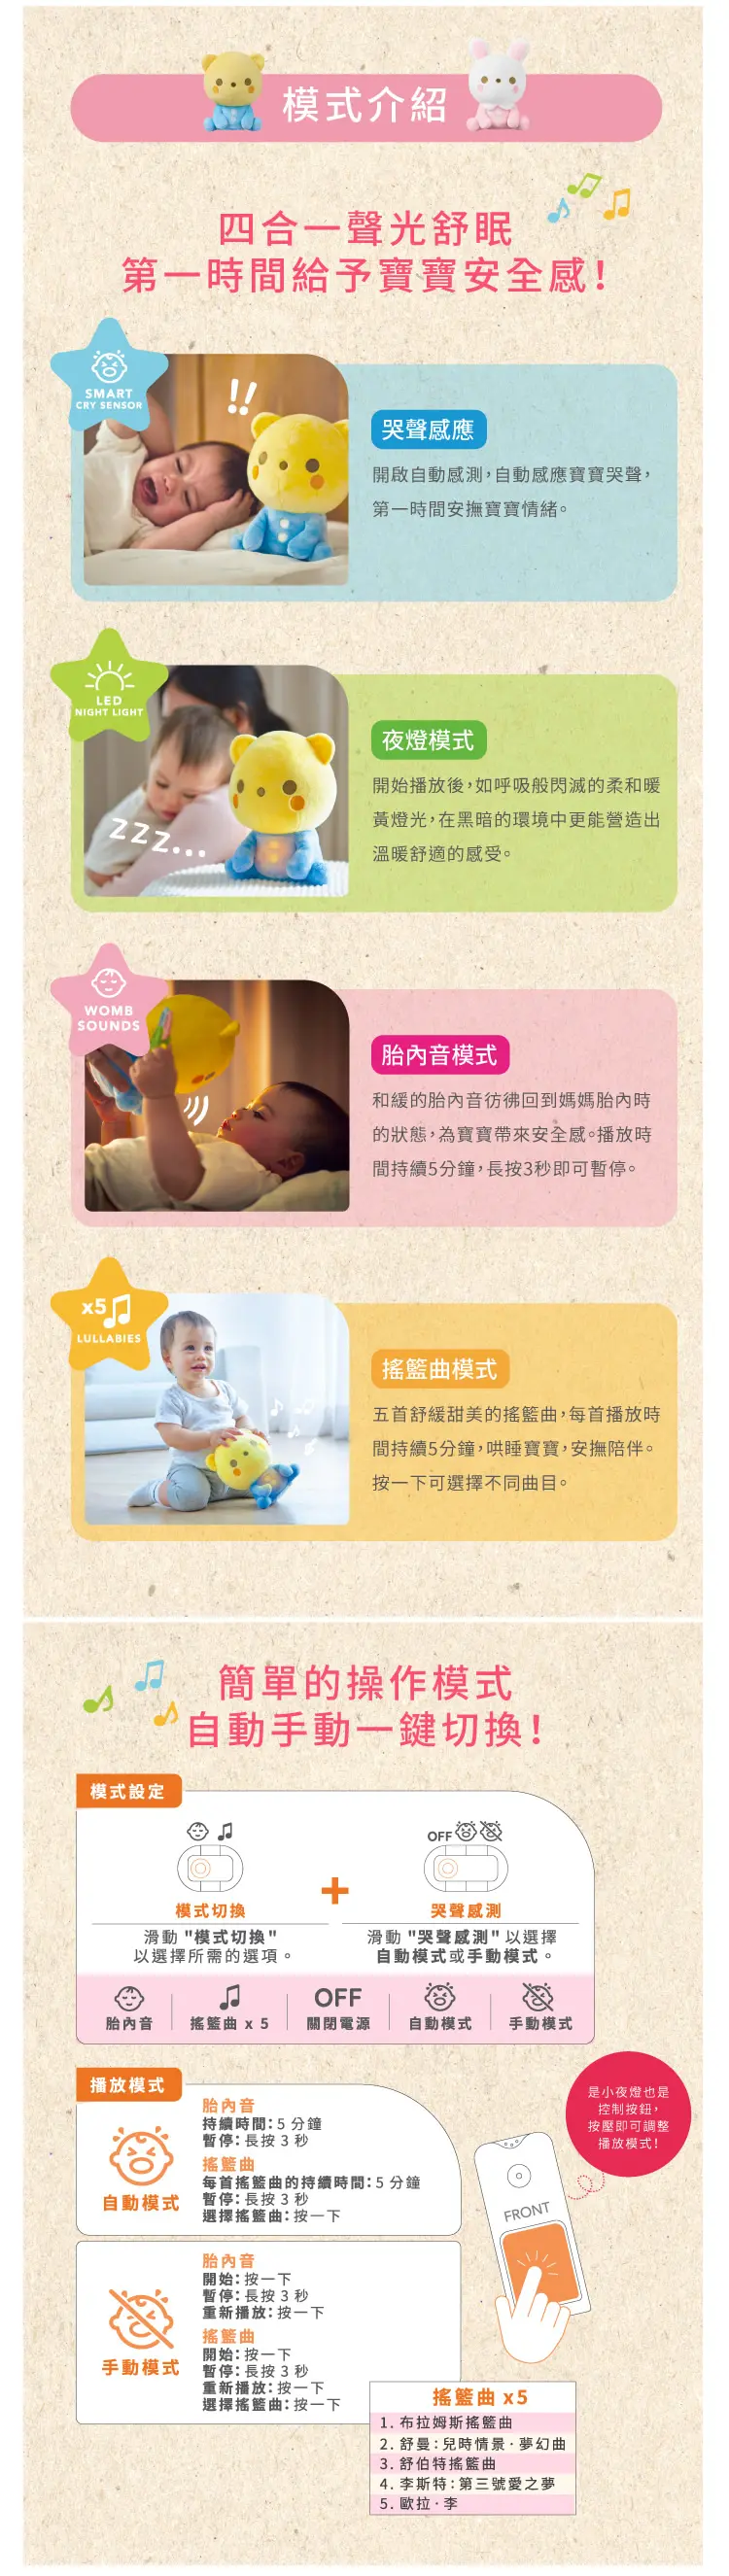 模式介紹
四合一聲光舒眠
第一時間給予寶寶安全感!
SMART
CRY SENSOR
!!
哭聲感應
開啟自動感測,自動感應寶寶哭聲,
第一時間安撫寶寶情緒。
LED
NIGHT LIGHT
zzz...
夜燈模式
開始播放後,如呼吸般閃滅的柔和暖
黃燈光,在黑暗的環境中更能營造出
溫暖舒適的感受。
WOMB
SOUNDS
胎內音模式
和緩的胎內音彷彿回到媽媽胎內時
的狀態,為寶寶帶來安全感。播放時
間持續5分鐘,長按3秒即可暫停。
x5
LULLABIES
搖籃曲模式
五首舒緩甜美的搖籃曲,每首播放時
間持續5分鐘,哄睡寶寶,安撫陪伴。
按一下可選擇不同曲目。
簡單的操作模式
自動手動一鍵切換!
模式設定
OFF
+
模式切換
滑動 "模式切換"
以選擇所需的選項。
哭聲感測
滑動 "哭聲感測" 以選擇
自動模式或手動模式。
OFF
胎內音
搖籃曲 x 5
關閉電源
自動模式
手動模式
播放模式
自動模式
胎內音
持續時間:5 分鐘
暫停:長按 3 秒
搖籃曲
每首搖籃曲的持續時間:5 分鐘
暫停:長按 3 秒
選擇搖籃曲:按一下
是小夜燈也是
控制按鈕,
按壓即可調整
播放模式!
FRONT
手動模式
胎內音
開始:按一下
暫停:長按 3 秒
重新播放:按一下
搖籃曲
開始:按一下
暫停:長按 3 秒
重新播放:按一下
選擇搖籃曲:按一下
搖籃曲 x5
1. 布拉姆斯搖籃曲
2. 舒曼:兒時情景·夢幻曲
3. 舒伯特搖籃曲
4. 李斯特:第三號愛之夢
5. 歐拉·李